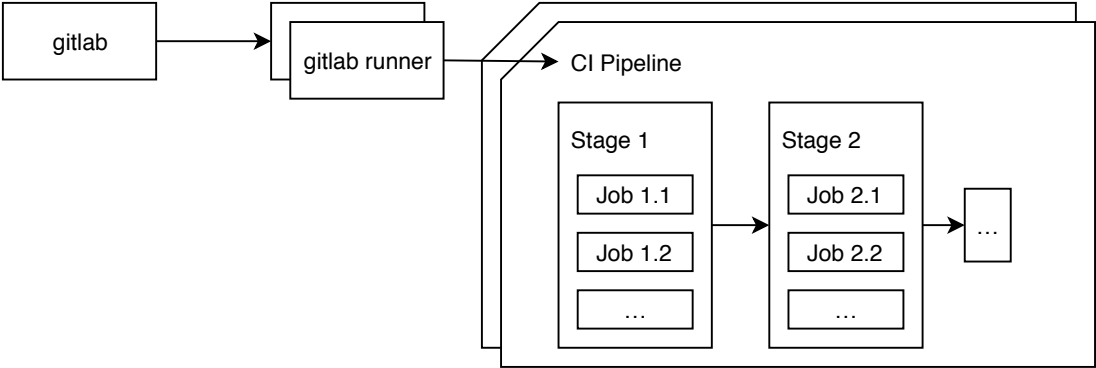 gitlab
gitlab runner
CI Pipeline
Stage 1
Job 1.1
Job 1.2
...
Stage 2
Job 2.1
Job 2.2
...
...